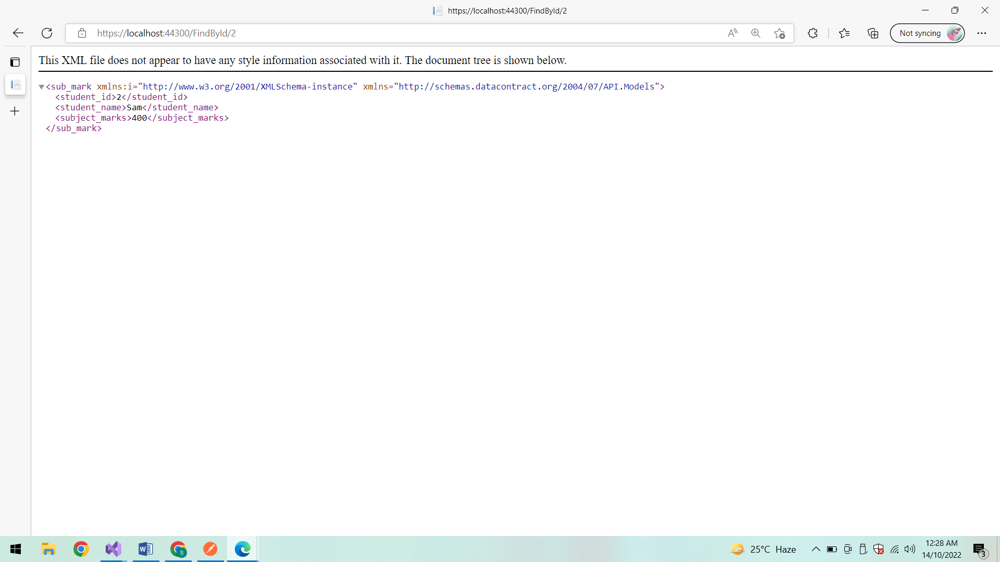 https://localhost:44300/FindById/2
https://localhost:44300/FindById/2
Not syncing
This XML file does not appear to have any style information associated with it. The document tree is shown below.
▼<sub_mark xmlns:i="http://www.w3.org/2001/XMLSchema-instance" xmlns="http://schemas.datacontract.org/2004/07/API.Models">
<student_id>2</student_id>
<student_name>Sam</student_name>
<subject_marks>400</subject_marks>
</sub_mark>
25°C Haze
12:28 AM
14/10/2022
3